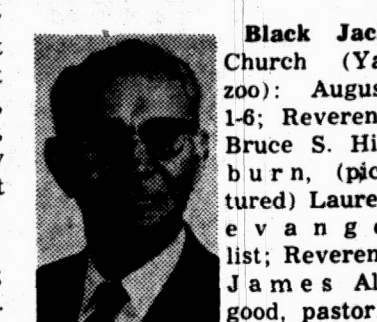 Black Jac
Church (Ya
zoo): Augus
1-6; Reveren
Bruce S. Hi
burn, (pic
tured) Laure
evange
list; Reveren
James Al
good, pastor